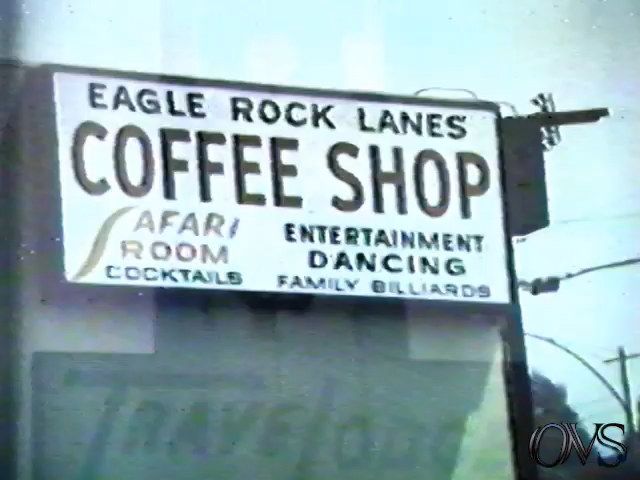 EAGLE ROCK LANES
COFFEE SHOP
SAFARI
ROOM
COCKTAILS
ENTERTAINMENT
DANCING
FAMILY BILLIARDS
TraveLodge
OVS